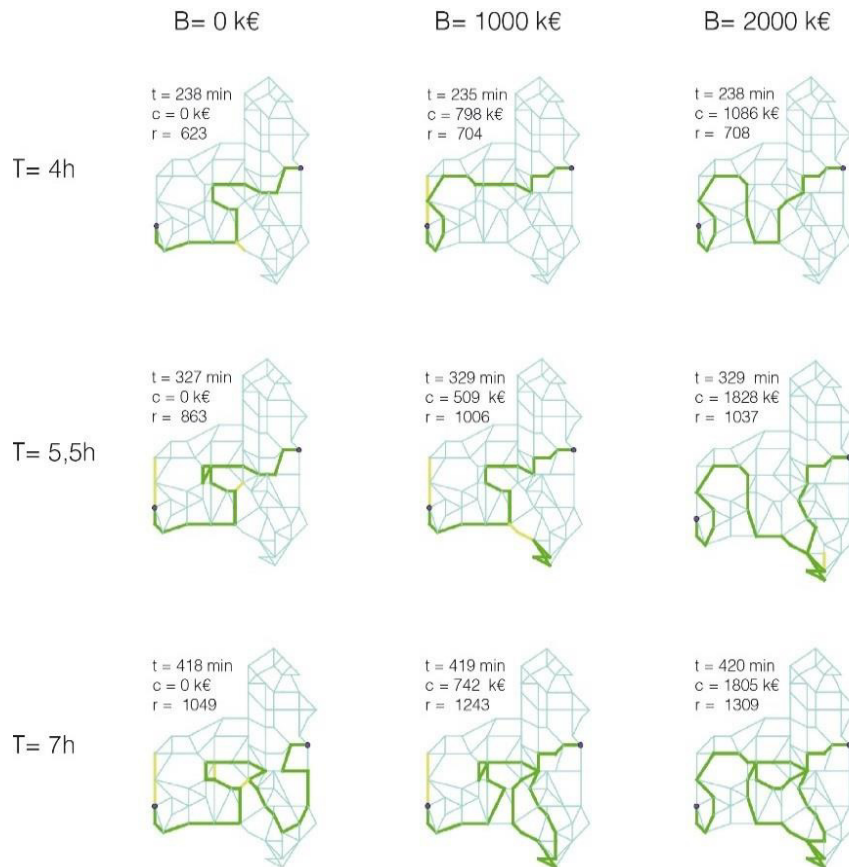 B= 0 k€ B= 1000 k€ B= 2000 k€
T= 4h
t = 238 min
c = 0 k€
r = 623
t = 235 min
c = 798 k€
r = 704
t = 238 min
c = 1086 k€
r = 708
T= 5,5h
t = 327 min
c = 0 k€
r = 863
t = 329 min
c = 509 k€
r = 1006
t = 329 min
c = 1828 k€
r = 1037
T= 7h
t = 418 min
c = 0 k€
r = 1049
t = 419 min
c = 742 k€
r = 1243
t = 420 min
c = 1805 k€
r = 1309